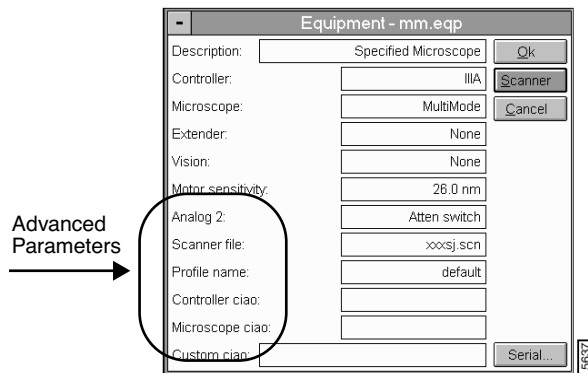 Equipment - mm.eqp
Description: Specified Microscope Ok
Controller: IIIA Scanner
Microscope: MultiMode Cancel
Extender: None
Vision: None
Motor sensitivity: 26.0 nm
Analog 2: Atten switch
Advanced
Parameters
Scanner file: xxxsj.scn
Profile name: default
Controller ciao:
Microscope ciao:
Custom ciao: Serial...
5637